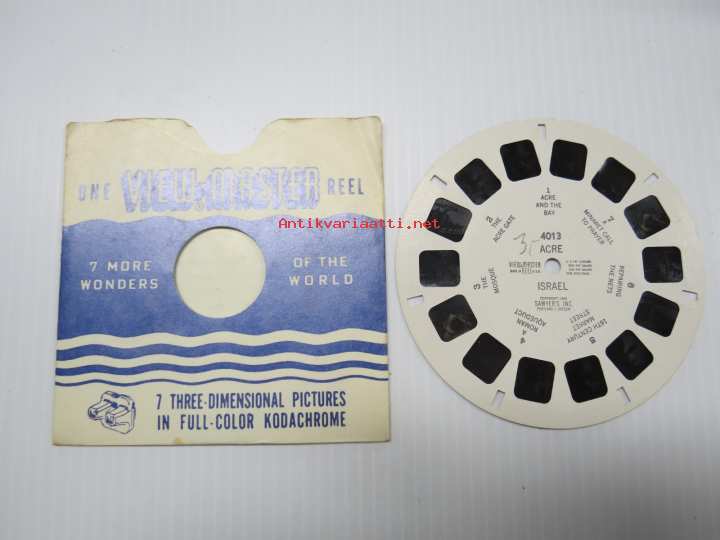 ONE VIEW-MASTER REEL
7 MORE
WONDERS
OF THE
WORLD
7 THREE-DIMENSIONAL PICTURES
IN FULL-COLOR KODACHROME
Antikvariaatti.net
1
ACRE
AND THE
BAY
2 THE
ACRE GATE
3 THE
MOSQUE
4
ROMAN
AQUEDUCT
5
16TH CENTURY
MARKET
STREET
6
REPAIRING
THE NETS
7
MINARET CALL
TO PRAYER
4013
ACRE
VIEW-MASTER
REEL
ISRAEL
SAWYER'S INC.